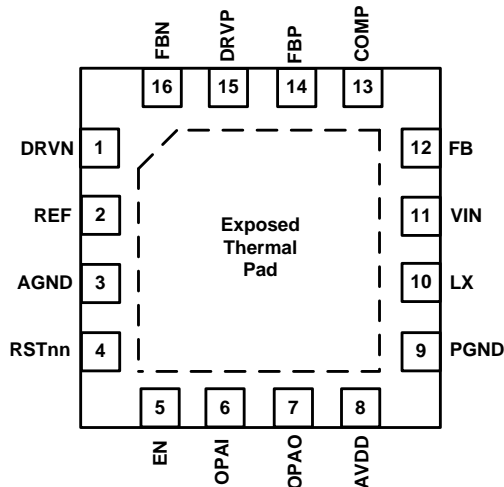 FBN
DRVP
FBP
COMP
16
15
14
13
DRVN
1
12
FB
REF
2
11
VIN
AGND
3
10
LX
RSTnn
4
9
PGND
Exposed
Thermal
Pad
5
6
7
8
EN
OPAI
OPAO
AVDD